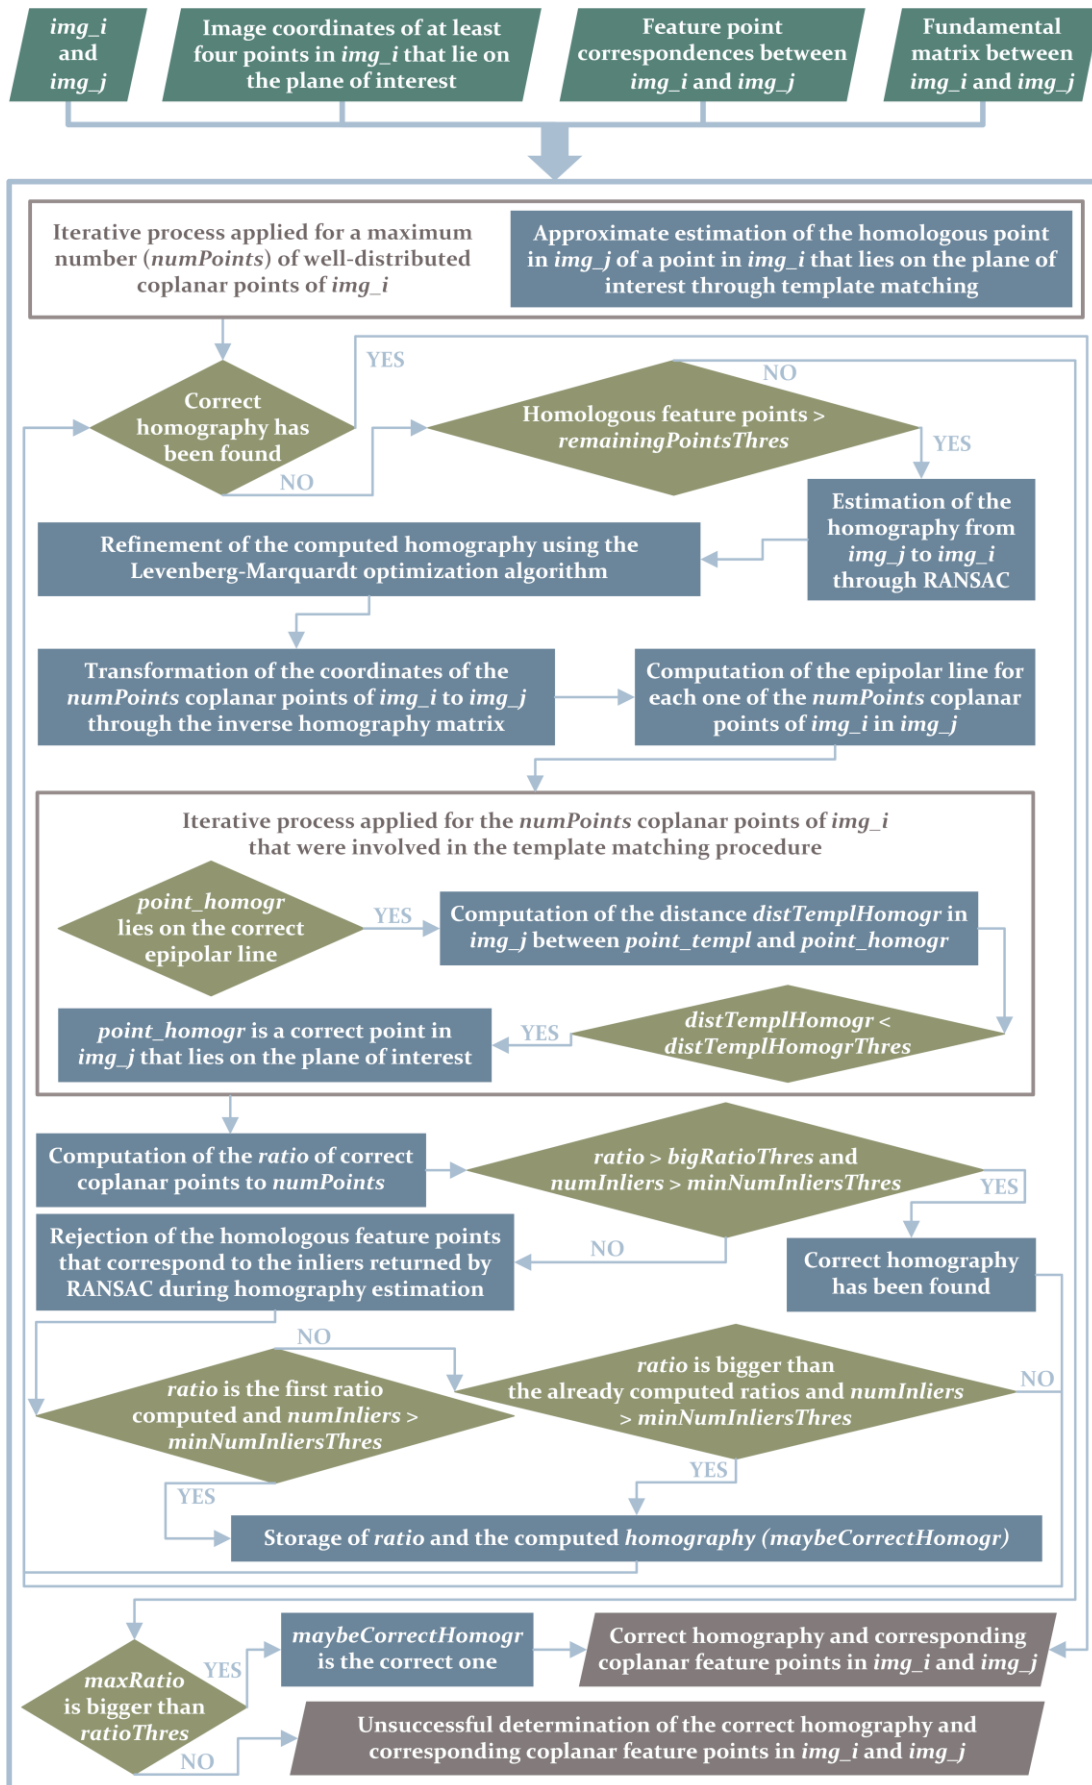 img_i
and
img_j
Image coordinates of at least
four points in img_i that lie on
the plane of interest
Feature point
correspondences between
img_i and img_j
Fundamental
matrix between
img_i and img_j
Iterative process applied for a maximum
number (numPoints) of well-distributed
coplanar points of img_i
Approximate estimation of the homologous point
in img_j of a point in img_i that lies on the plane of
interest through template matching
YES
NO
Correct
homography has
been found
NO
Homologous feature points >
remainingPointsThres
YES
Estimation of the
homography from
img_j to img_i
through RANSAC
Refinement of the computed homography using the
Levenberg-Marquardt optimization algorithm
Transformation of the coordinates of the
numPoints coplanar points of img_i to img_j
through the inverse homography matrix
Computation of the epipolar line for
each one of the numPoints coplanar
points of img_i in img_j
Iterative process applied for the numPoints coplanar points of img_i
that were involved in the template matching procedure
point_homogr
lies on the correct
epipolar line
YES
Computation of the distance distTemplHomogr in
img_j between point_templ and point_homogr
distTemplHomogr <
distTemplHomogrThres
YES
point_homogr is a correct point in
img_j that lies on the plane of interest
Computation of the ratio of correct
coplanar points to numPoints
ratio > bigRatioThres and
numInliers > minNumInliersThres
YES
NO
Rejection of the homologous feature points
that correspond to the inliers returned by
RANSAC during homography estimation
Correct homography
has been found
NO
ratio is the first ratio
computed and numInliers >
minNumInliersThres
ratio is bigger than
the already computed ratios and numInliers
> minNumInliersThres
NO
YES
YES
Storage of ratio and the computed homography (maybeCorrectHomogr)
maxRatio
is bigger than
ratioThres
YES
maybeCorrectHomogr
is the correct one
Correct homography and corresponding
coplanar feature points in img_i and img_j
NO
Unsuccessful determination of the correct homography and
corresponding coplanar feature points in img_i and img_j